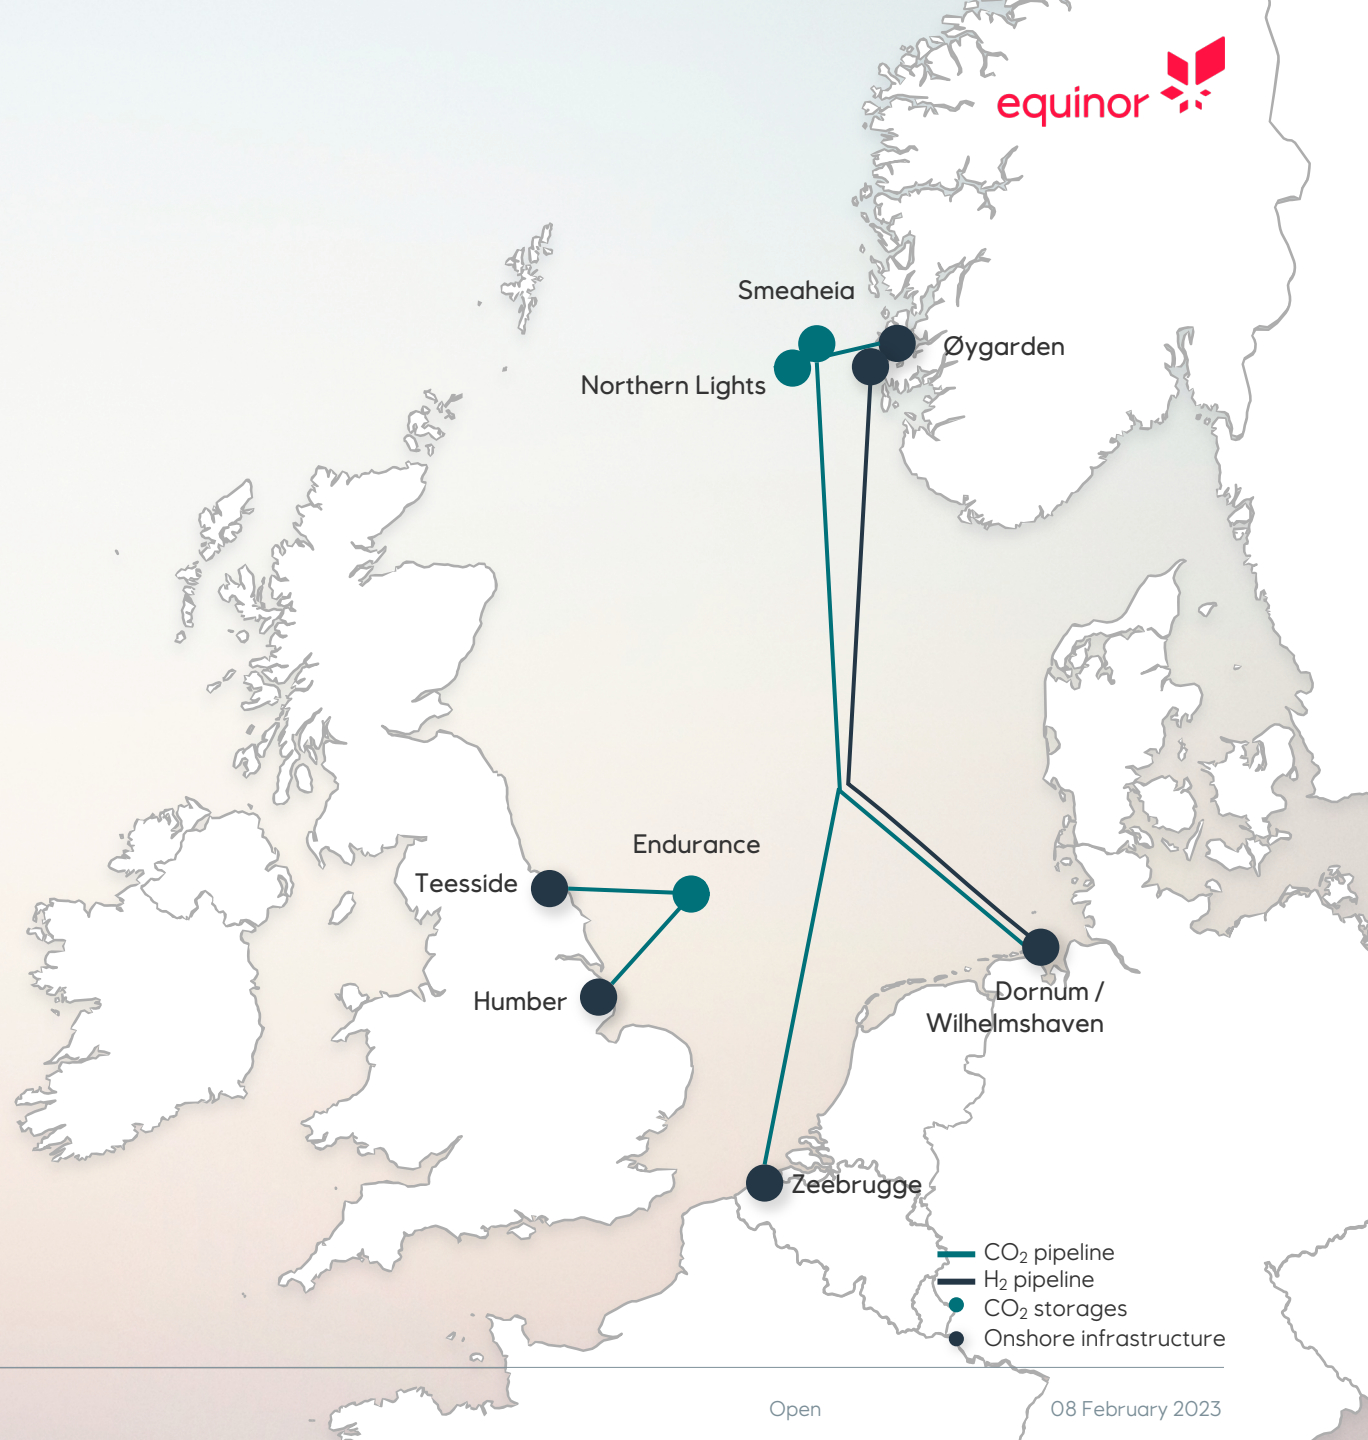 equinor
Smeaheia
Øygarden
Northern Lights
Endurance
Teesside
Humber
Dornum /
Wilhelmshaven
Zeebrugge
CO₂ pipeline
H₂ pipeline
CO₂ storages
Onshore infrastructure
Open
08 February 2023